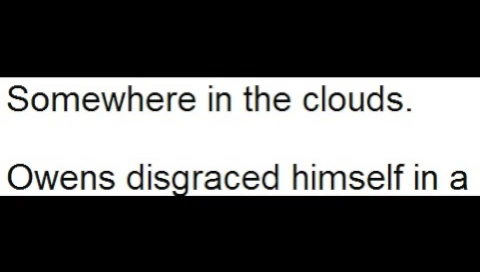 Somewhere in the clouds.
Owens disgraced himself in a